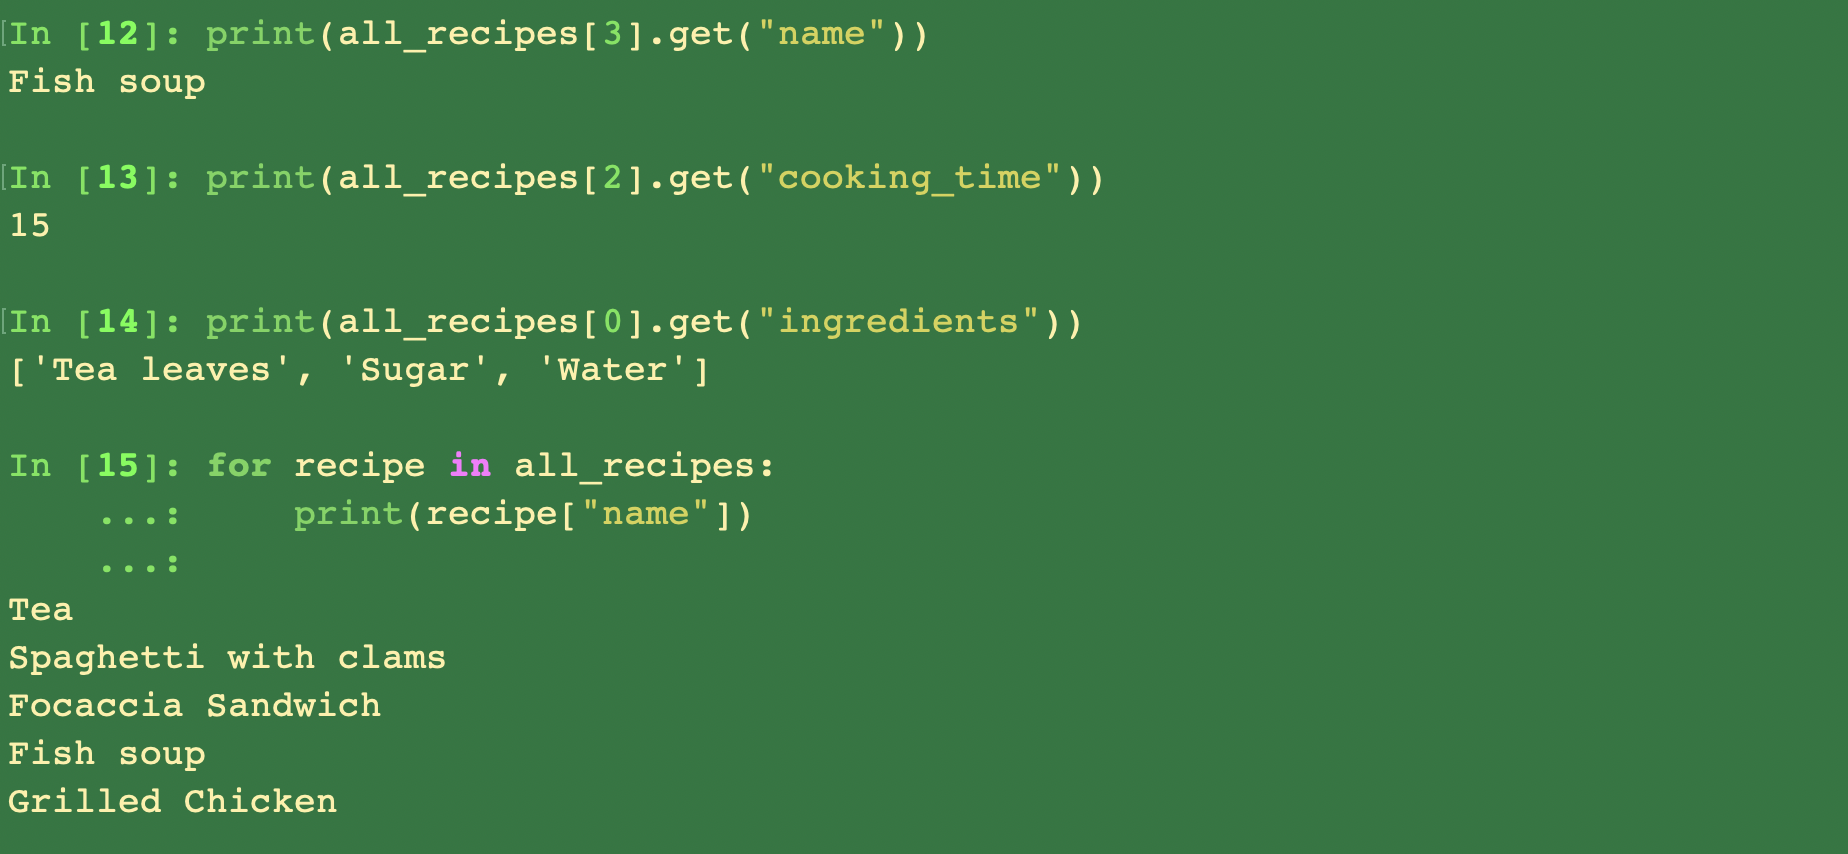 In [12]: print(all_recipes[3].get("name"))
Fish soup
In [13]: print(all_recipes[2].get("cooking_time"))
15
In [14]: print(all_recipes[0].get("ingredients"))
['Tea leaves', 'Sugar', 'Water']
In [15]: for recipe in all_recipes:
    ...:     print(recipe["name"])
    ...:
Tea
Spaghetti with clams
Focaccia Sandwich
Fish soup
Grilled Chicken